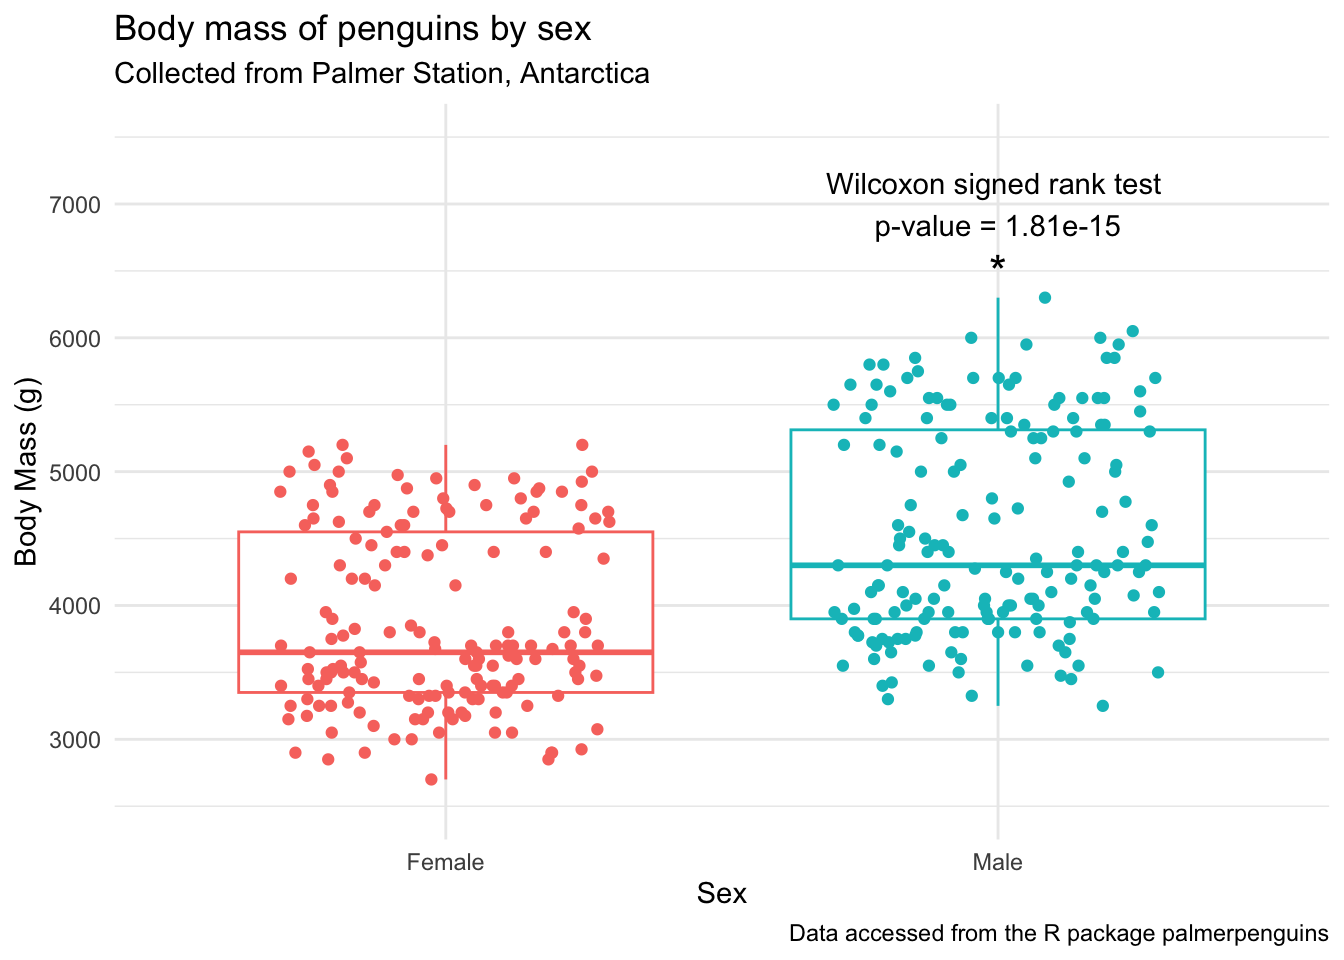 Body mass of penguins by sex
Collected from Palmer Station, Antarctica
Wilcoxon signed rank test
p-value = 1.81e-15
*
7000
6000
5000
4000
3000
Body Mass (g)
Female
Male
Sex
Data accessed from the R package palmerpenguins